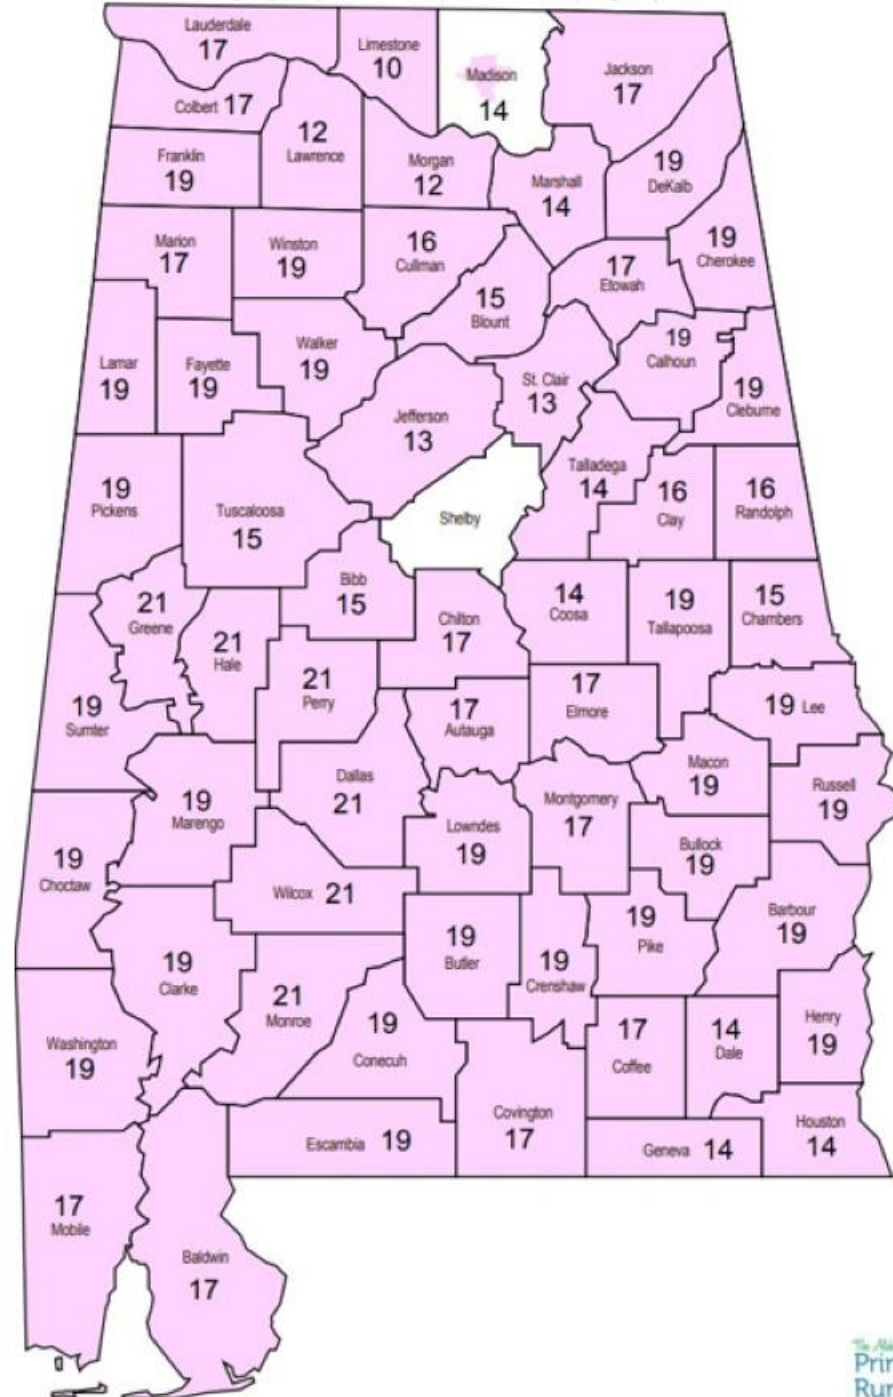 Lauderdale
17
Limestone
10
Madison
14
Jackson
17
Colbert 17
12
Lawrence
Franklin
19
Morgan
12
Marshall
14
19
DeKalb
Marion
17
Winston
19
16
Cullman
15
Blount
17
Etowah
19
Cherokee
Lamar
19
Fayette
19
Walker
19
Jefferson
13
St. Clair
13
19
Calhoun
19
Cleburne
19
Pickens
Tuscaloosa
15
Shelby
Talladega
14
16
Clay
16
Randolph
21
Greene
21
Hale
Bibb
15
Chilton
17
14
Coosa
19
Tallapoosa
15
Chambers
19
Sumter
21
Perry
17
Autauga
17
Elmore
19 Lee
19
Marengo
Dallas
21
Lowndes
19
Montgomery
17
Macon
19
Russell
19
19
Choctaw
Wilcox 21
Bullock
19
19
Clarke
19
Butler
19
Crenshaw
19
Pike
Barbour
19
Washington
19
21
Monroe
19
Conecuh
17
Coffee
14
Dale
Henry
19
Escambia 19
Covington
17
Geneva 14
Houston
14
17
Mobile
Baldwin
17